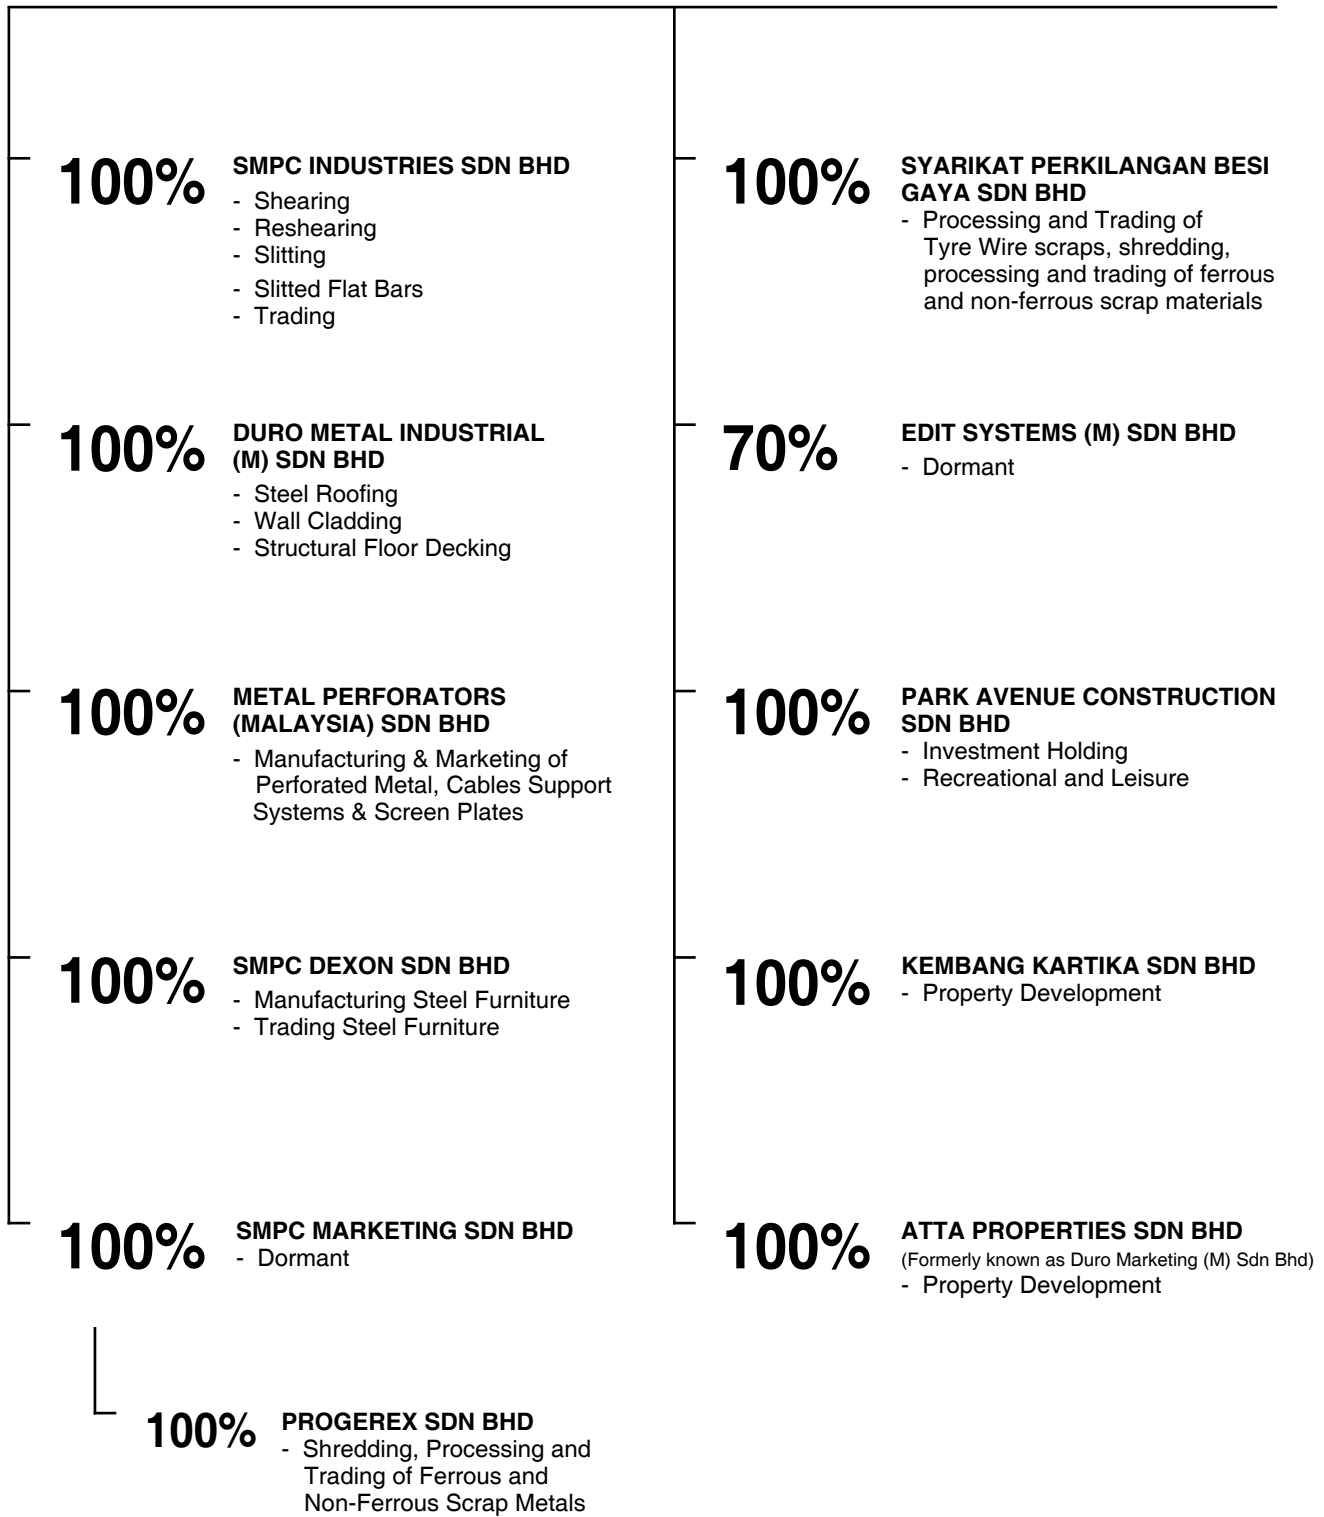 100%
SMPC INDUSTRIES SDN BHD
- Shearing
- Reshearing
- Slitting
- Slitted Flat Bars
- Trading
100%
DURO METAL INDUSTRIAL
(M) SDN BHD
- Steel Roofing
- Wall Cladding
- Structural Floor Decking
100%
METAL PERFORATORS
(MALAYSIA) SDN BHD
- Manufacturing & Marketing of
Perforated Metal, Cables Support
Systems & Screen Plates
100%
SMPC DEXON SDN BHD
- Manufacturing Steel Furniture
- Trading Steel Furniture
100%
SMPC MARKETING SDN BHD
- Dormant
100%
PROGEREX SDN BHD
- Shredding, Processing and
Trading of Ferrous and
Non-Ferrous Scrap Metals
100%
SYARIKAT PERKILANGAN BESI
GAYA SDN BHD
- Processing and Trading of
Tyre Wire scraps, shredding,
processing and trading of ferrous
and non-ferrous scrap materials
70%
EDIT SYSTEMS (M) SDN BHD
- Dormant
100%
PARK AVENUE CONSTRUCTION
SDN BHD
- Investment Holding
- Recreational and Leisure
100%
KEMBANG KARTIKA SDN BHD
- Property Development
100%
ATTA PROPERTIES SDN BHD
(Formerly known as Duro Marketing (M) Sdn Bhd)
- Property Development